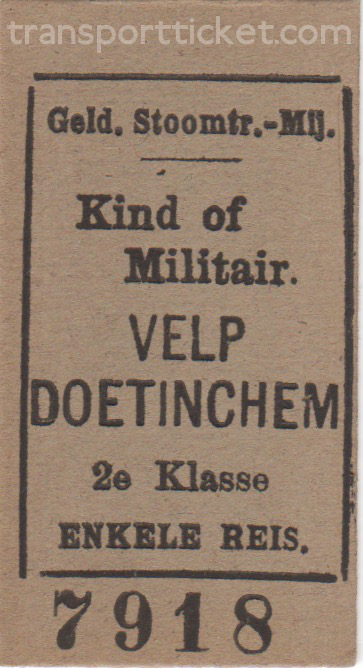 transportticket.com
Geld. Stoomtr.-Mij.
Kind of
Militair.
VELP
DOETINCHEM
2e Klasse
ENKELE REIS.
7918